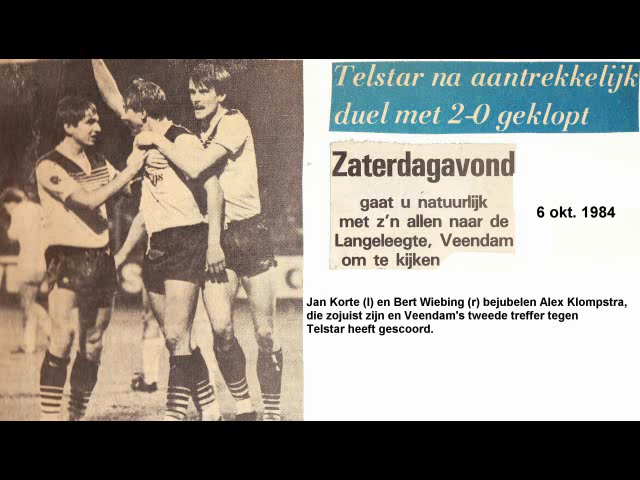 Telstar na aantrekkelijk
duel met 2-0 geklopt
Zaterdagavond
gaat u natuurlijk
met z'n allen naar de
Langeleegte, Veendam
om te kijken
6 okt. 1984
Jan Korte (l) en Bert Wiebing (r) bejubelen Alex Klompstra,
die zojuist zijn en Veendam's tweede treffer tegen
Telstar heeft gescoord.